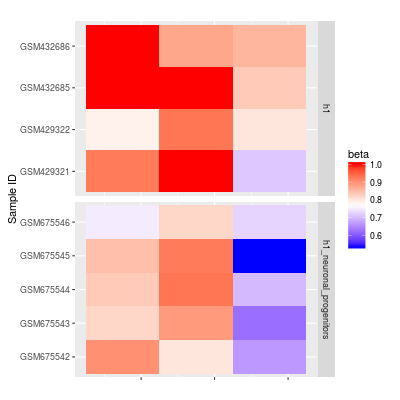 Sample ID
GSM432686
GSM432685
GSM429322
GSM429321
h1
GSM675546
GSM675545
GSM675544
GSM675543
GSM675542
h1_neuronal_progenitors
beta
1.0
0.9
0.8
0.7
0.6